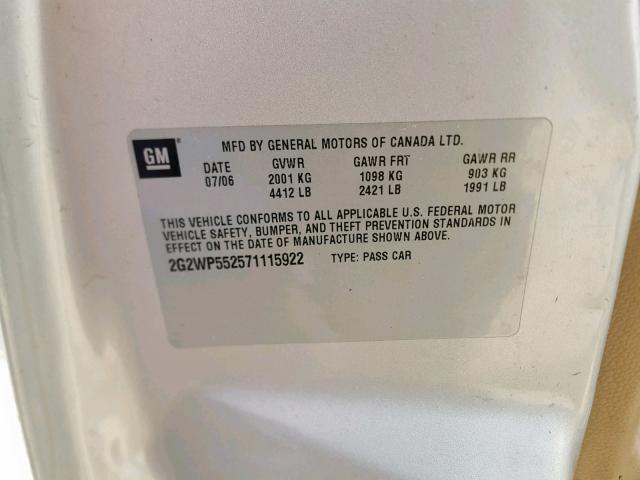 GM
MFD BY GENERAL MOTORS OF CANADA LTD.
DATE GVWR GAWR FRT GAWR RR
07/06 2001 KG 1098 KG 903 KG
4412 LB 2421 LB 1991 LB
THIS VEHICLE CONFORMS TO ALL APPLICABLE U.S. FEDERAL MOTOR
VEHICLE SAFETY, BUMPER, AND THEFT PREVENTION STANDARDS IN
EFFECT ON THE DATE OF MANUFACTURE SHOWN ABOVE.
2G2WP552571115922 TYPE: PASS CAR